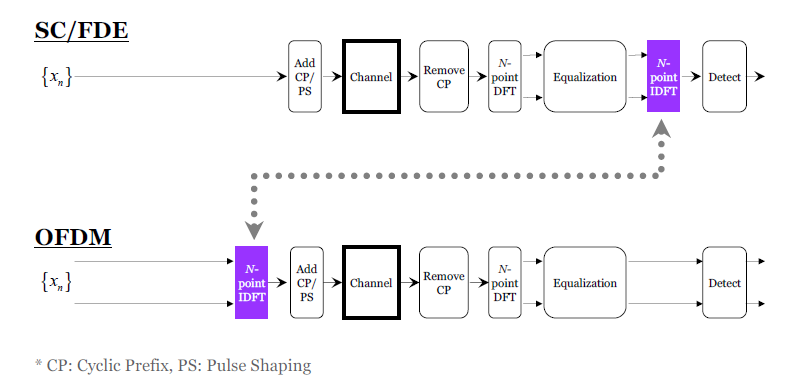 SC/FDE
{xₙ}
Add
CP/
PS
Channel
Remove
CP
N-
point
DFT
Equalization
N-
point
IDFT
Detect
OFDM
{xₙ}
N-
point
IDFT
Add
CP/
PS
Channel
Remove
CP
N-
point
DFT
Equalization
Detect
* CP: Cyclic Prefix, PS: Pulse Shaping